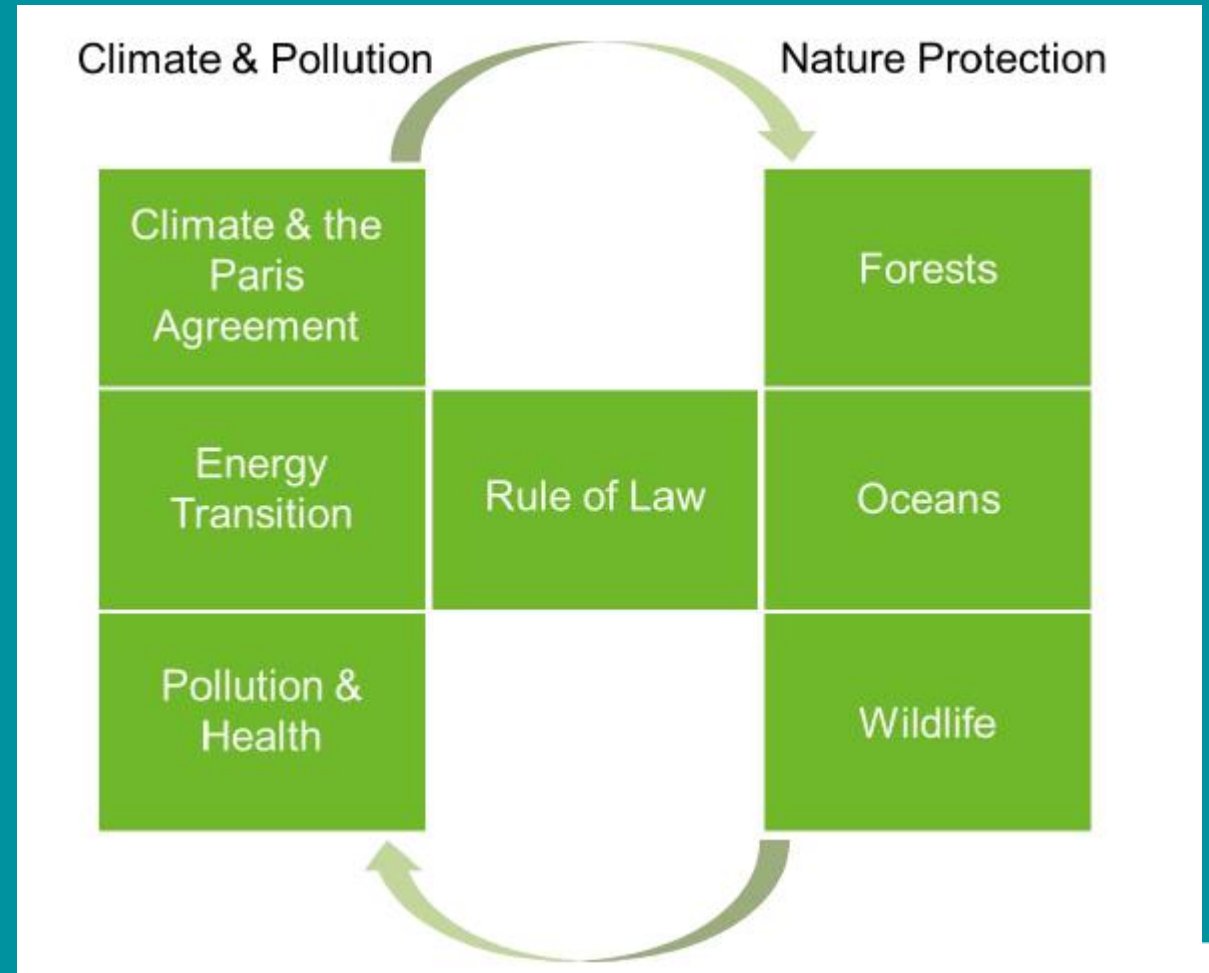 Climate & Pollution
Nature Protection
Climate & the
Paris
Agreement
Forests
Energy
Transition
Rule of Law
Oceans
Pollution &
Health
Wildlife